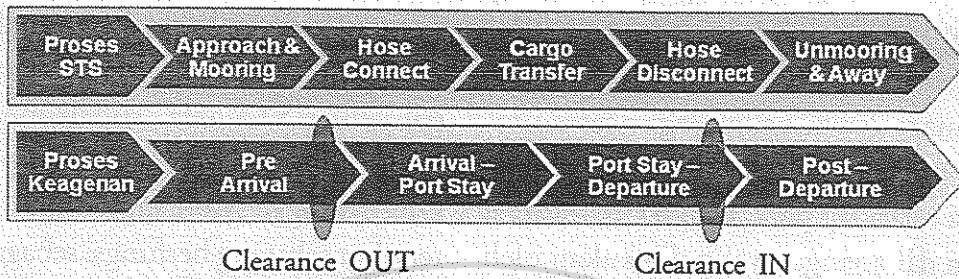 Proses STS
Approach & Mooring
Hose Connect
Cargo Transfer
Hose Disconnect
Unmooring & Away
Proses Keagenan
Pre Arrival
Arrival – Port Stay
Port Stay – Departure
Post – Departure
Clearance OUT
Clearance IN